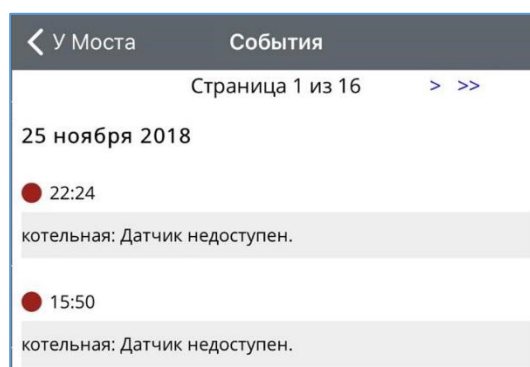 У Моста
События
Страница 1 из 16 > >>
25 ноября 2018
22:24
котельная: Датчик недоступен.
15:50
котельная: Датчик недоступен.